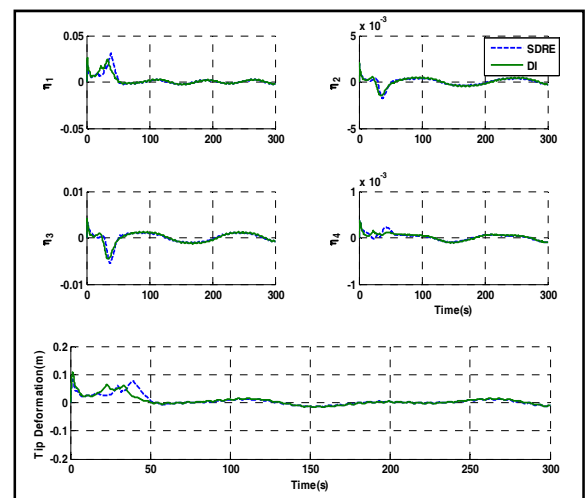 0.05
0
-0.05
η1
0 100 200 300
5 x 10-3
0
-5
η2
0 100 200 300
SDRE
DI
0.01
0
-0.01
η3
0 100 200 300
1 x 10-3
0
-1
η4
0 100 200 300
Time(s)
0.2
0.1
0
-0.1
-0.2
Tip Deformation(m)
0 50 100 150 200 250 300
Time(s)